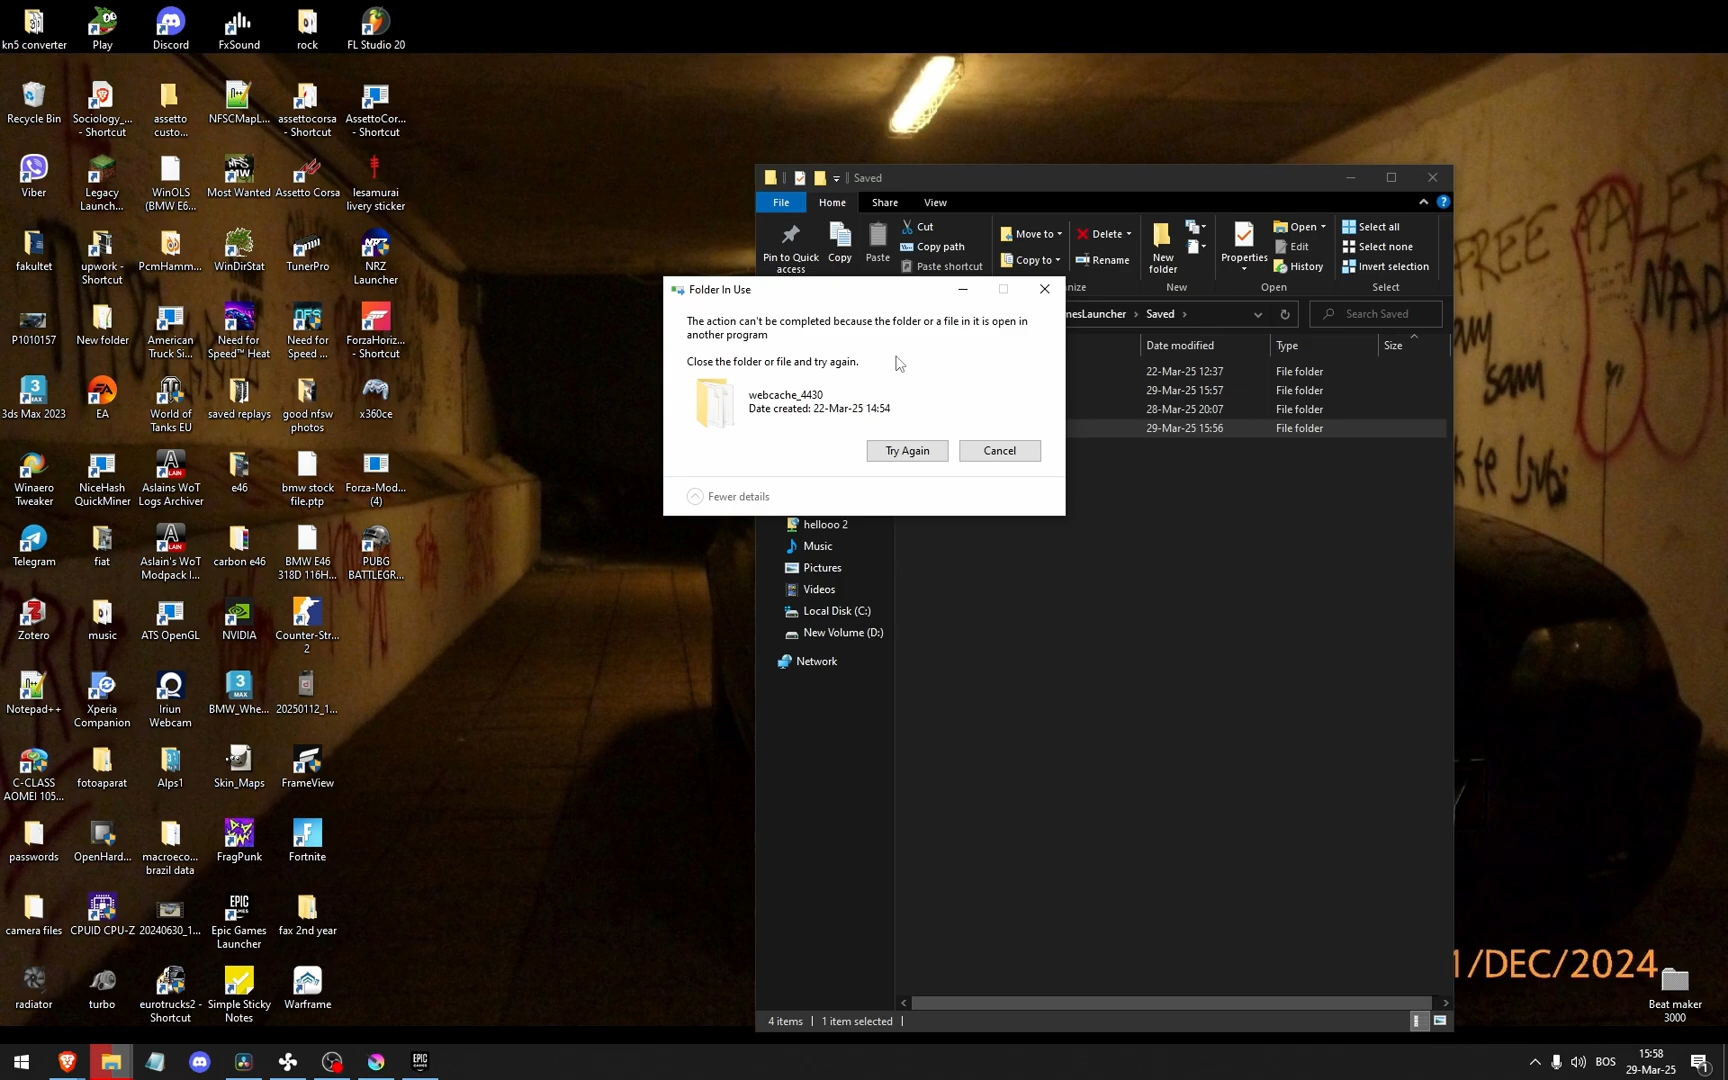 kn5 converter
Play
Discord
FxSound
rock
FL Studio 20
Recycle Bin
Sociology_...
- Shortcut
assetto
custo...
NFSCMapL...
assettocorsa
- Shortcut
AssettoCor...
- Shortcut
Viber
Legacy
Launch...
WinOLS
(BMW E6...
Most Wanted
Assetto Corsa
lesamurai
livery sticker
fakultet
upwork -
Shortcut
PcmHamm...
WinDirStat
TunerPro
NRZ
Launcher
P1010157
New folder
American
Truck Si...
Need for
Speed™ Heat
Need for
Speed ...
ForzaHoriz...
- Shortcut
3ds Max 2023
EA
World of
Tanks EU
saved replays
good nfsw
photos
x360ce
Winaero
Tweaker
NiceHash
QuickMiner
Aslains WoT
Logs Archiver
e46
bmw stock
file.ptp
Forza-Mod...
(4)
Telegram
fiat
Aslain's WoT
Modpack I...
carbon e46
BMW E46
318D 116H...
PUBG
BATTLEGR...
Zotero
music
ATS OpenGL
NVIDIA
Counter-Str...
2
Notepad++
Xperia
Companion
Iriun
Webcam
BMW_Whe...
20250112_1...
C-CLASS
AOMEI 105...
fotoaparat
Alps1
Skin_Maps
FrameView
passwords
OpenHard...
macroeco...
brazil data
FragPunk
Fortnite
camera files
CPUID CPU-Z
20240630_1...
Epic Games
Launcher
fax 2nd year
radiator
turbo
eurotrucks2 -
Shortcut
Simple Sticky
Notes
Warframe
Saved
File
Home
Share
View
Pin to Quick
access
Copy
Paste
Cut
Copy path
Paste shortcut
Move to
Copy to
Delete
Rename
New
folder
Properties
Open
Edit
History
Select all
Select none
Invert selection
nize
New
Open
Select
mesLauncher
Saved
Search Saved
Date modified
Type
Size
22-Mar-25 12:37
File folder
29-Mar-25 15:57
File folder
28-Mar-25 20:07
File folder
29-Mar-25 15:56
File folder
Folder In Use
The action can't be completed because the folder or a file in it is open in
another program
Close the folder or file and try again.
webcache_4430
Date created: 22-Mar-25 14:54
Try Again
Cancel
Fewer details
hellooo 2
Music
Pictures
Videos
Local Disk (C:)
New Volume (D:)
Network
4 items
1 item selected
FREE
PALES
sam
sam
1/DEC/2024
Beat maker
3000
EPIC
GAMES
BOS
15:58
29-Mar-25
1